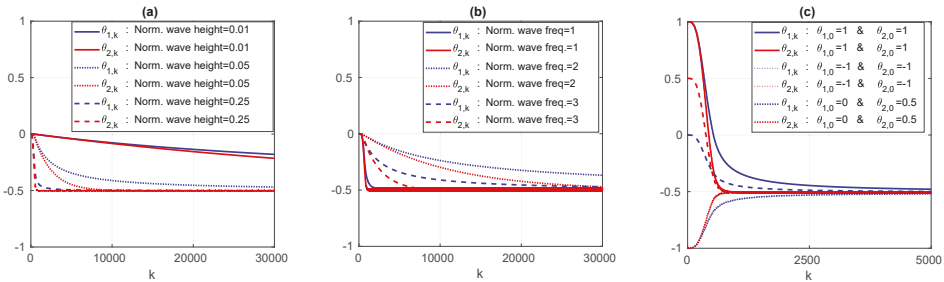 (a)
θ1,k : Norm. wave height=0.01
θ2,k : Norm. wave height=0.01
θ1,k : Norm. wave height=0.05
θ2,k : Norm. wave height=0.05
θ1,k : Norm. wave height=0.25
θ2,k : Norm. wave height=0.25
1
0.5
0
-0.5
-1
0
10000
20000
30000
k
(b)
θ1,k : Norm. wave freq=1
θ2,k : Norm. wave freq.=1
θ1,k : Norm. wave freq.=2
θ2,k : Norm. wave freq=2
θ1,k : Norm. wave freq.=3
θ2,k : Norm. wave freq.=3
1
0.5
0
-0.5
-1
0
10000
20000
30000
k
(c)
θ1,k : θ1,0=1 & θ2,0=1
θ2,k : θ1,0=1 & θ2,0=1
θ1,k : θ1,0=-1 & θ2,0=-1
θ2,k : θ1,0=-1 & θ2,0=-1
θ1,k : θ1,0=0 & θ2,0=0.5
θ2,k : θ1,0=0 & θ2,0=0.5
1
0.5
0
-0.5
-1
0
2500
5000
k